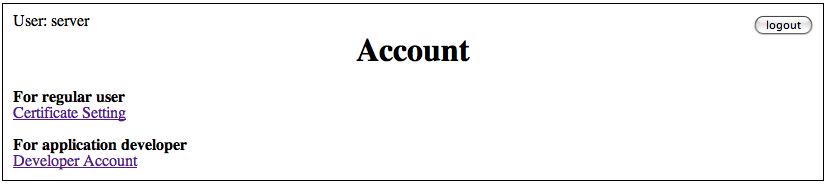 User: server
logout
Account
For regular user
Certificate Setting
For application developer
Developer Account